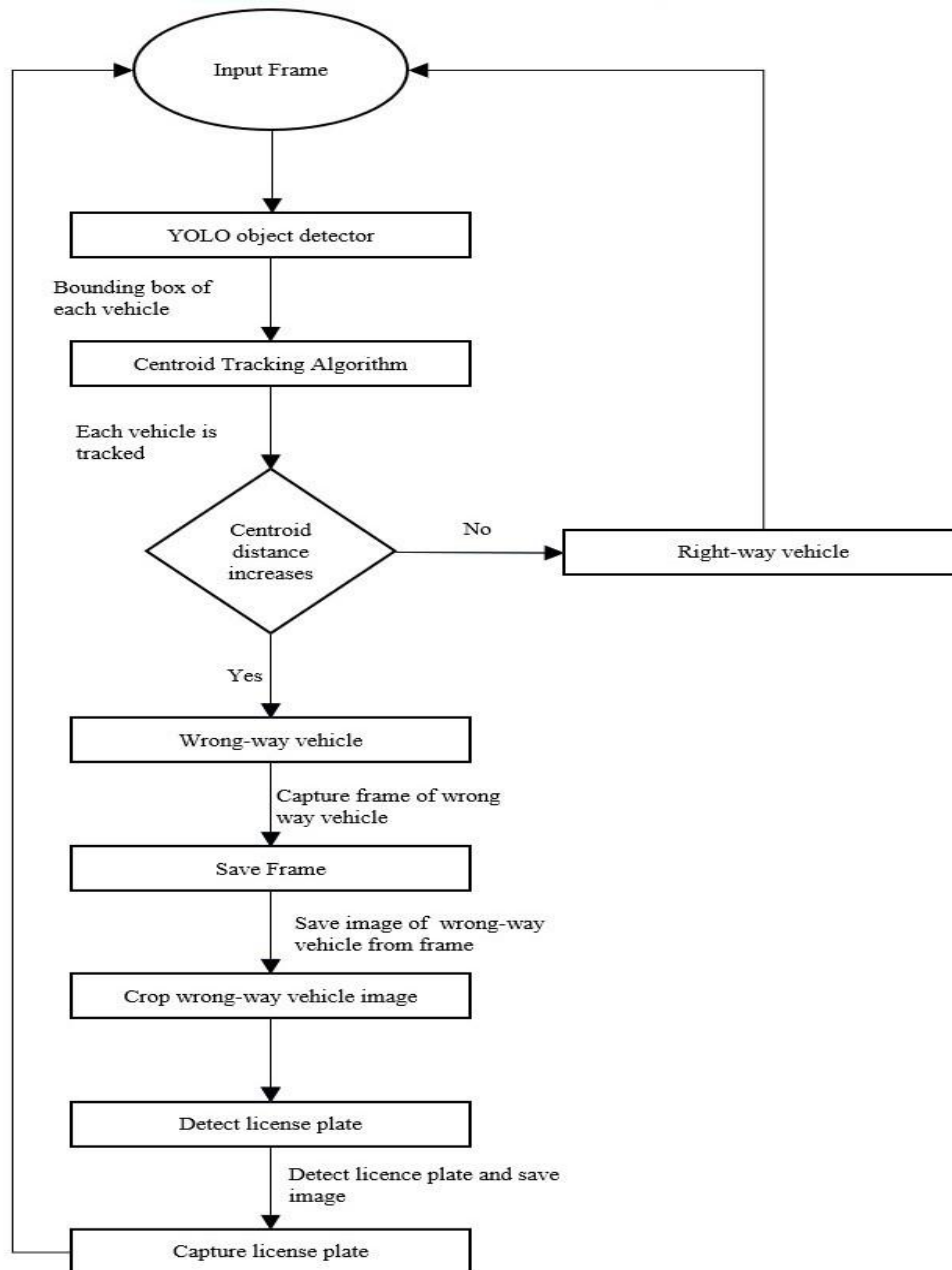 Input Frame
YOLO object detector
Bounding box of
each vehicle
Centroid Tracking Algorithm
Each vehicle is
tracked
Centroid
distance
increases
No
Right-way vehicle
Yes
Wrong-way vehicle
Capture frame of wrong
way vehicle
Save Frame
Save image of wrong-way
vehicle from frame
Crop wrong-way vehicle image
Detect license plate
Detect licence plate and save
image
Capture license plate